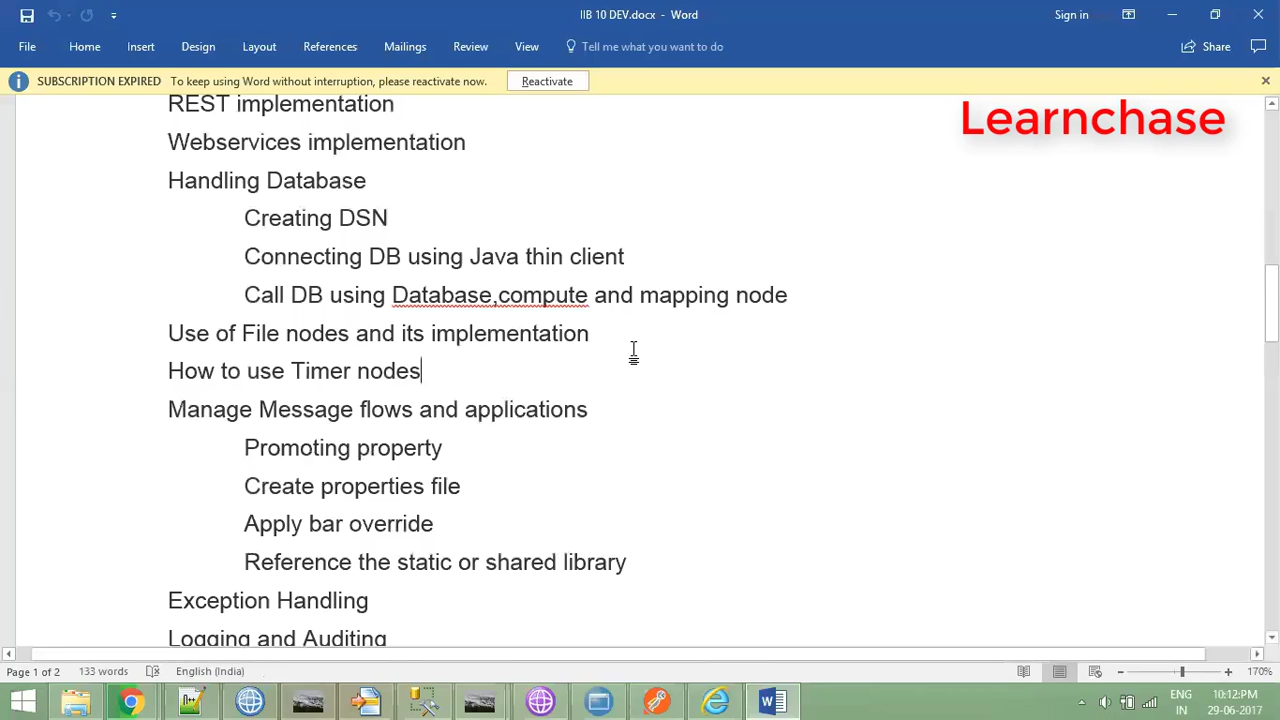 IIB 10 DEV.docx - Word
Sign in
File Home Insert Design Layout References Mailings Review View Tell me what you want to do Share
SUBSCRIPTION EXPIRED To keep using Word without interruption, please reactivate now. Reactivate
Learnchase
REST implementation
Webservices implementation
Handling Database
Creating DSN
Connecting DB using Java thin client
Call DB using Database,compute and mapping node
Use of File nodes and its implementation
How to use Timer nodes
Manage Message flows and applications
Promoting property
Create properties file
Apply bar override
Reference the static or shared library
Exception Handling
Logging and Auditing
Page 1 of 2 133 words English (India) 170%
ENG 10:12:PM
IN 29-06-2017